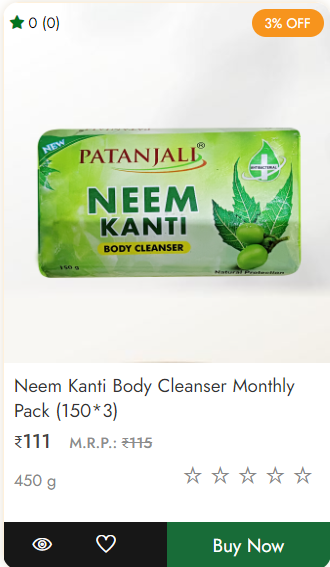 ★ 0 (0)
3% OFF
NEW
PATANJALI®
ANTIBACTERIAL
NEEM
KANTI
BODY CLEANSER
150 g
Natural Protection
Neem Kanti Body Cleanser Monthly
Pack (150*3)
₹111 M.R.P.: ₹115
450 g ☆ ☆ ☆ ☆ ☆
Buy Now